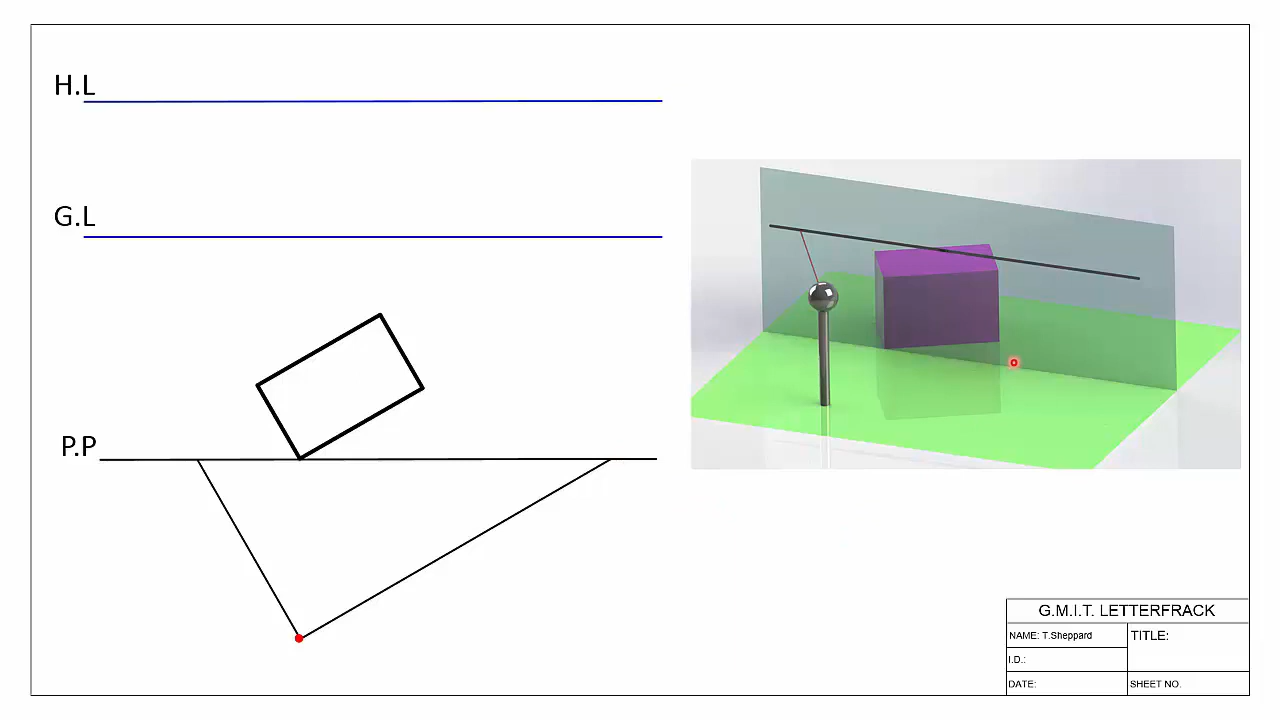 H.L
G.L
P.P
G.M.I.T. LETTERFRACK
NAME: T.Sheppard
TITLE:
I.D.:
DATE:
SHEET NO.